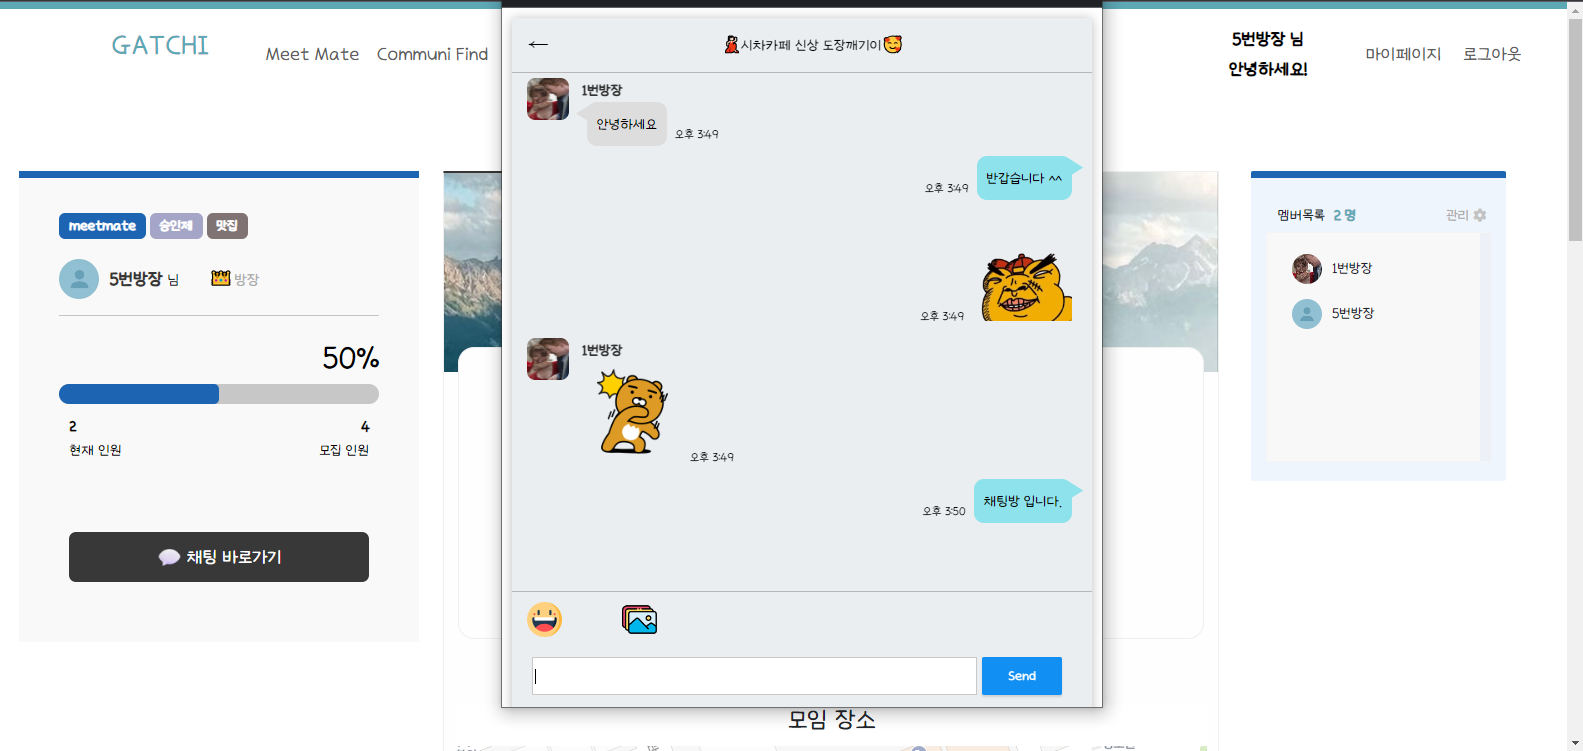 GATCHI
Meet Mate
Communi Find
5번방장 님
안녕하세요!
마이페이지
로그아웃
meetmate
승인제
맛집
5번방장 님
방장
50%
2
4
현재 인원
모집 인원
채팅 바로가기
←
시차카페 신상 도장깨기이
1번방장
안녕하세요
오후 3:49
반갑습니다 ^^
오후 3:49
오후 3:49
1번방장
오후 3:49
채팅방 입니다.
오후 3:50
Send
모임 장소
멤버목록 2 명
관리
1번방장
5번방장